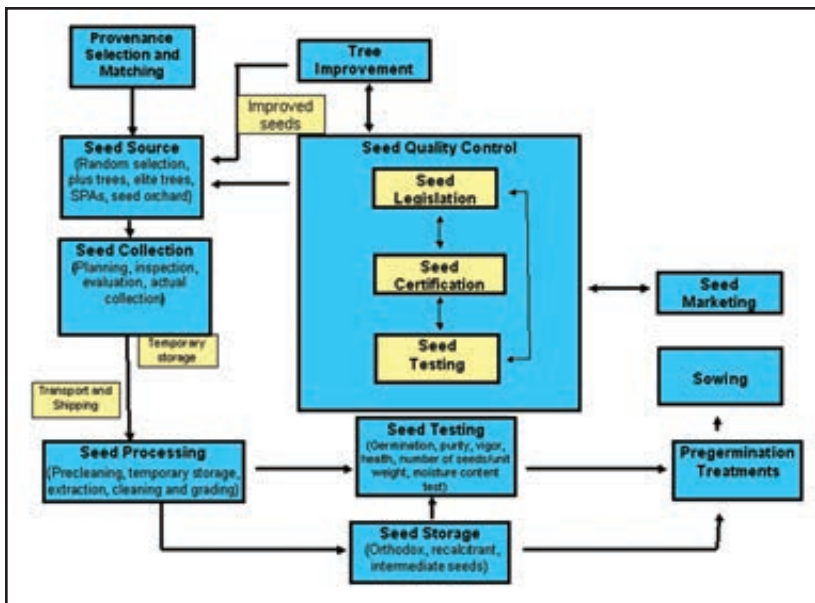 Provenance
Selection and
Matching
Tree
Improvement
Improved
seeds
Seed Source
(Random selection,
plus trees, elite trees,
SPAs, seed orchard)
Seed Quality Control
Seed
Legislation
Seed
Certification
Seed
Testing
Seed Collection
(Planning, inspection,
evaluation, actual
collection)
Temporary
storage
Seed
Marketing
Transport and
Shipping
Sowing
Seed Processing
(Precleaning, temporary storage,
extraction, cleaning and grading)
Seed Testing
(Germination, purity, vigor,
health, number of seeds/unit
weight, moisture content
test)
Pregermination
Treatments
Seed Storage
(Orthodox, recalcitrant,
intermediate seeds)